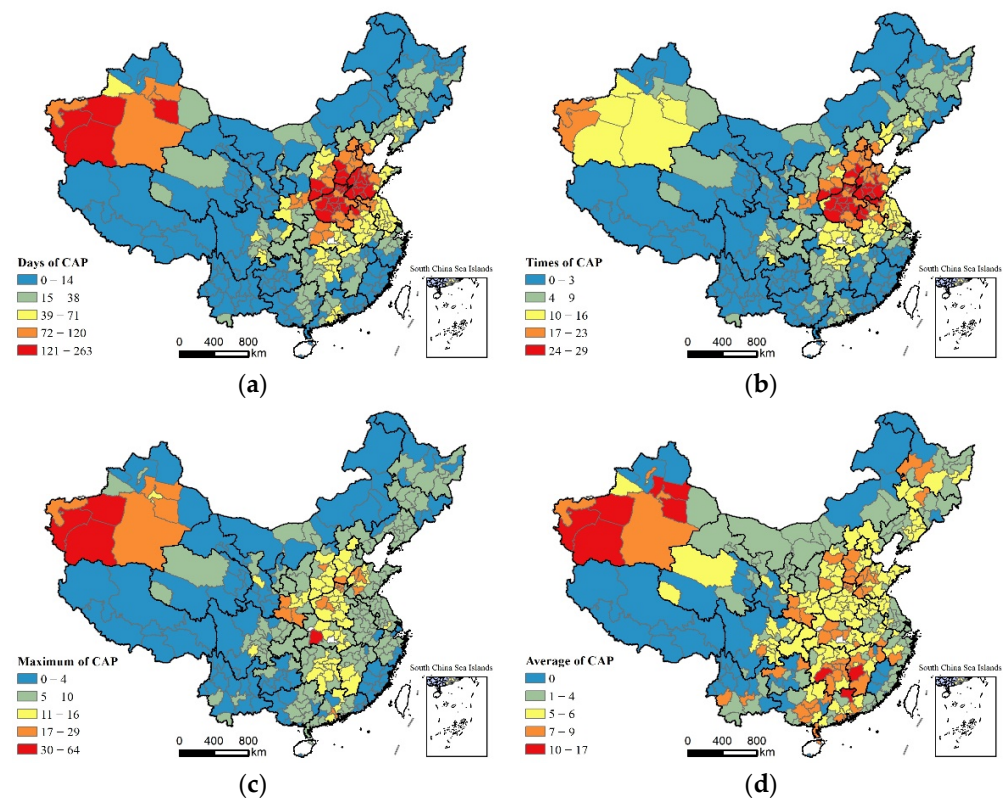 South China Sea Islands
Days of CAP
0 – 14
15 38
39 – 71
72 – 120
121 – 263
0 400 800
km
(a)
South China Sea Islands
Times of CAP
0 – 3
4 9
10 – 16
17 – 23
24 – 29
0 400 800
km
(b)
South China Sea Islands
Maximum of CAP
0 – 4
5 10
11 – 16
17 – 29
30 – 64
0 400 800
km
(c)
South China Sea Islands
Average of CAP
0
1 – 4
5 – 6
7 – 9
10 – 17
0 400 800
km
(d)